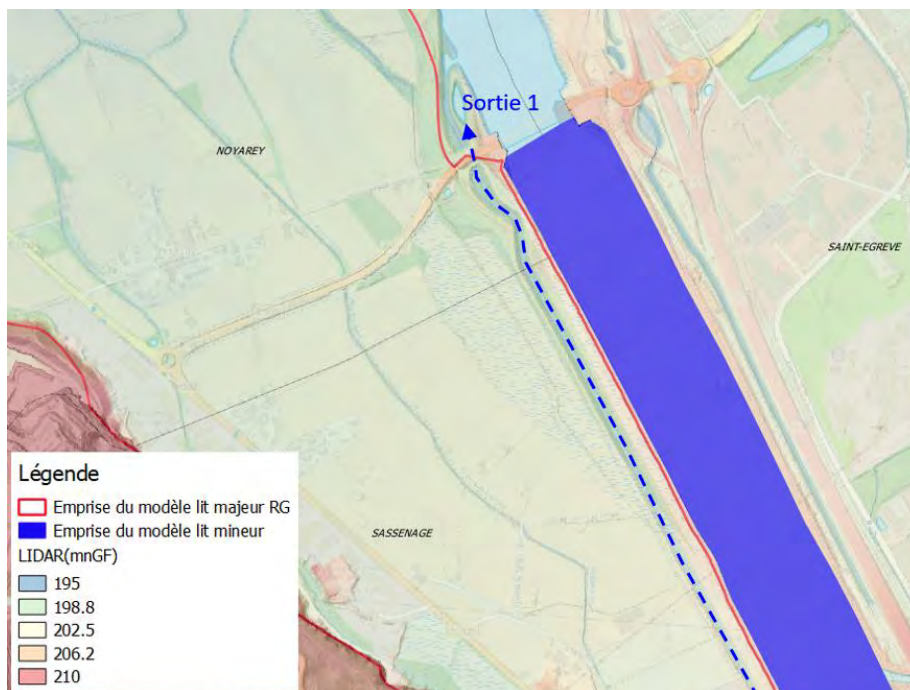 Sortie 1
NOYAREY
SAINT-EGREVE
SASSENAGE
Légende
Emprise du modèle lit majeur RG
Emprise du modèle lit mineur
LIDAR(mnGF)
195
198.8
202.5
206.2
210